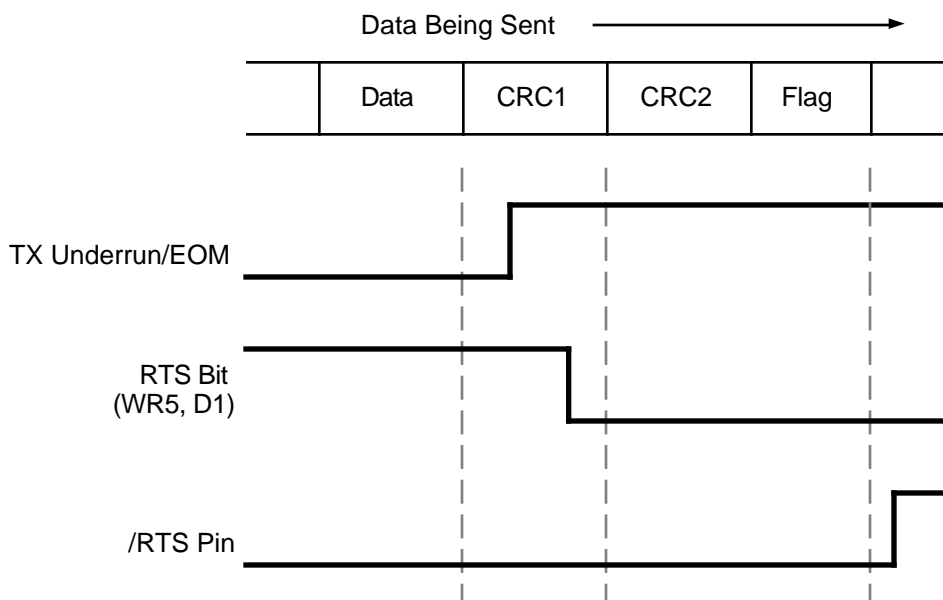 Data Being Sent
Data CRC1 CRC2 Flag
TX Underrun/EOM
RTS Bit
(WR5, D1)
/RTS Pin